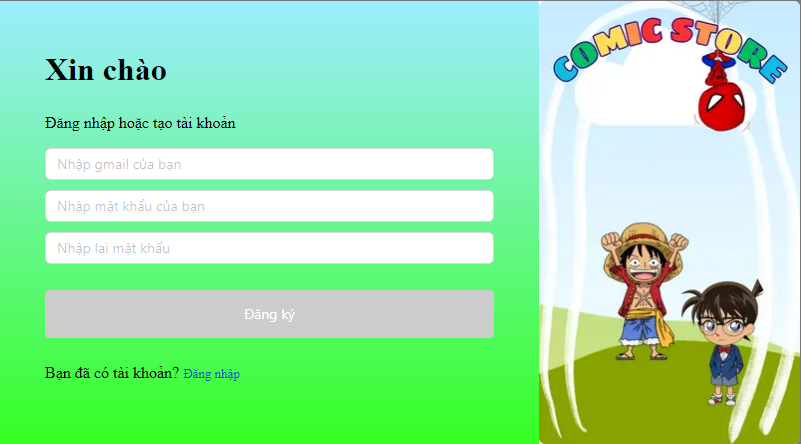 Xin chào
Đăng nhập hoặc tạo tài khoản
Nhập gmail của bạn
Nhập mật khẩu của bạn
Nhập lại mật khẩu
Đăng ký
Bạn đã có tài khoản? Đăng nhập
COMIC STORE